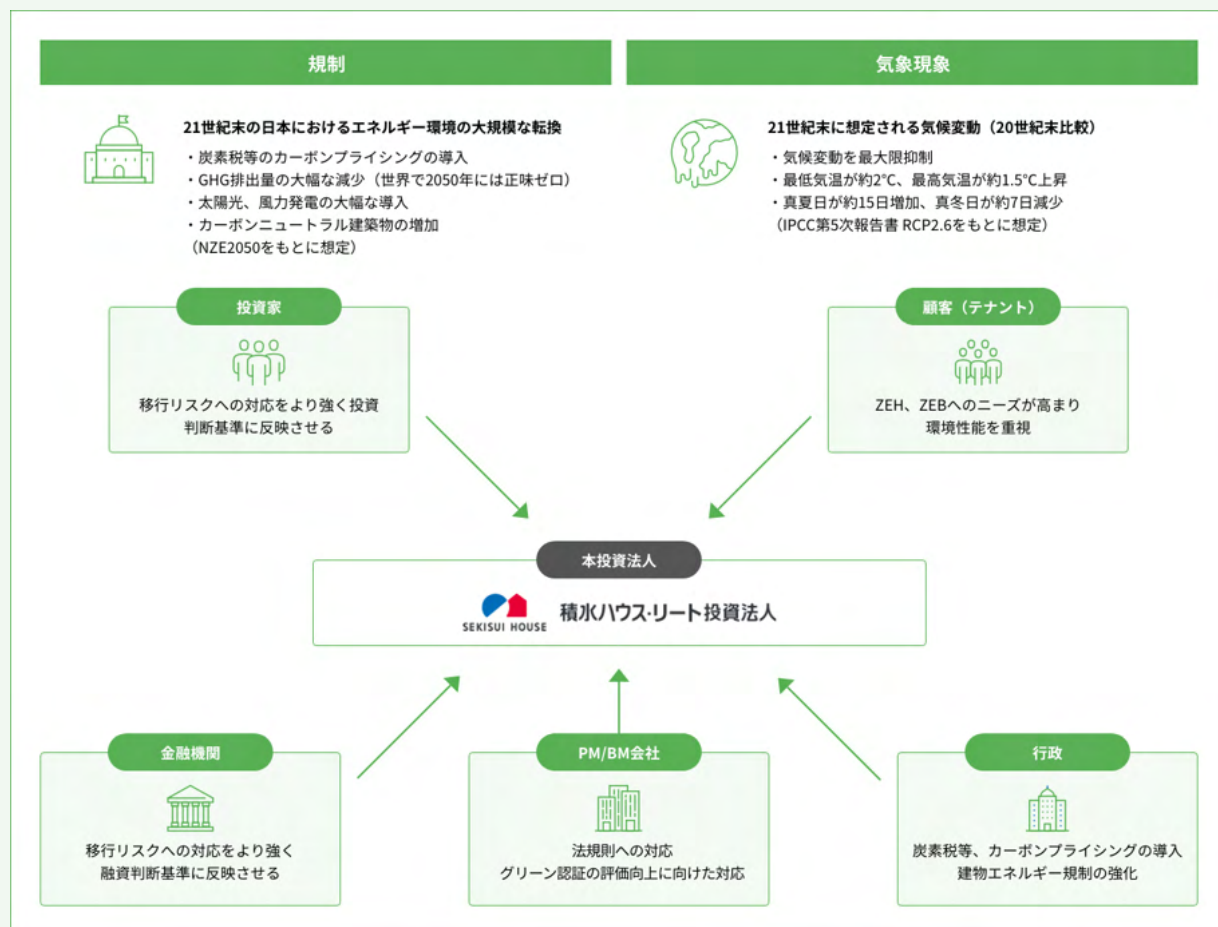 規制
21世紀末の日本におけるエネルギー環境の大規模な転換
・炭素税等のカーボンプライシングの導入
・GHG排出量の大幅な減少（世界で2050年には正味ゼロ）
・太陽光、風力発電の大幅な導入
・カーボンニュートラル建築物の増加
（NZE2050をもとに想定）
気象現象
21世紀末に想定される気候変動（20世紀末比較）
・気候変動を最大限抑制
・最低気温が約2℃、最高気温が約1.5℃上昇
・真夏日が約15日増加、真冬日が約7日減少
（IPCC第5次報告書 RCP2.6をもとに想定）
投資家
移行リスクへの対応をより強く投資
判断基準に反映させる
顧客（テナント）
ZEH、ZEBへのニーズが高まり
環境性能を重視
本投資法人
SEKISUI HOUSE
積水ハウス・リート投資法人
金融機関
移行リスクへの対応をより強く
融資判断基準に反映させる
PM/BM会社
法規則への対応
グリーン認証の評価向上に向けた対応
行政
炭素税等、カーボンプライシングの導入
建物エネルギー規制の強化